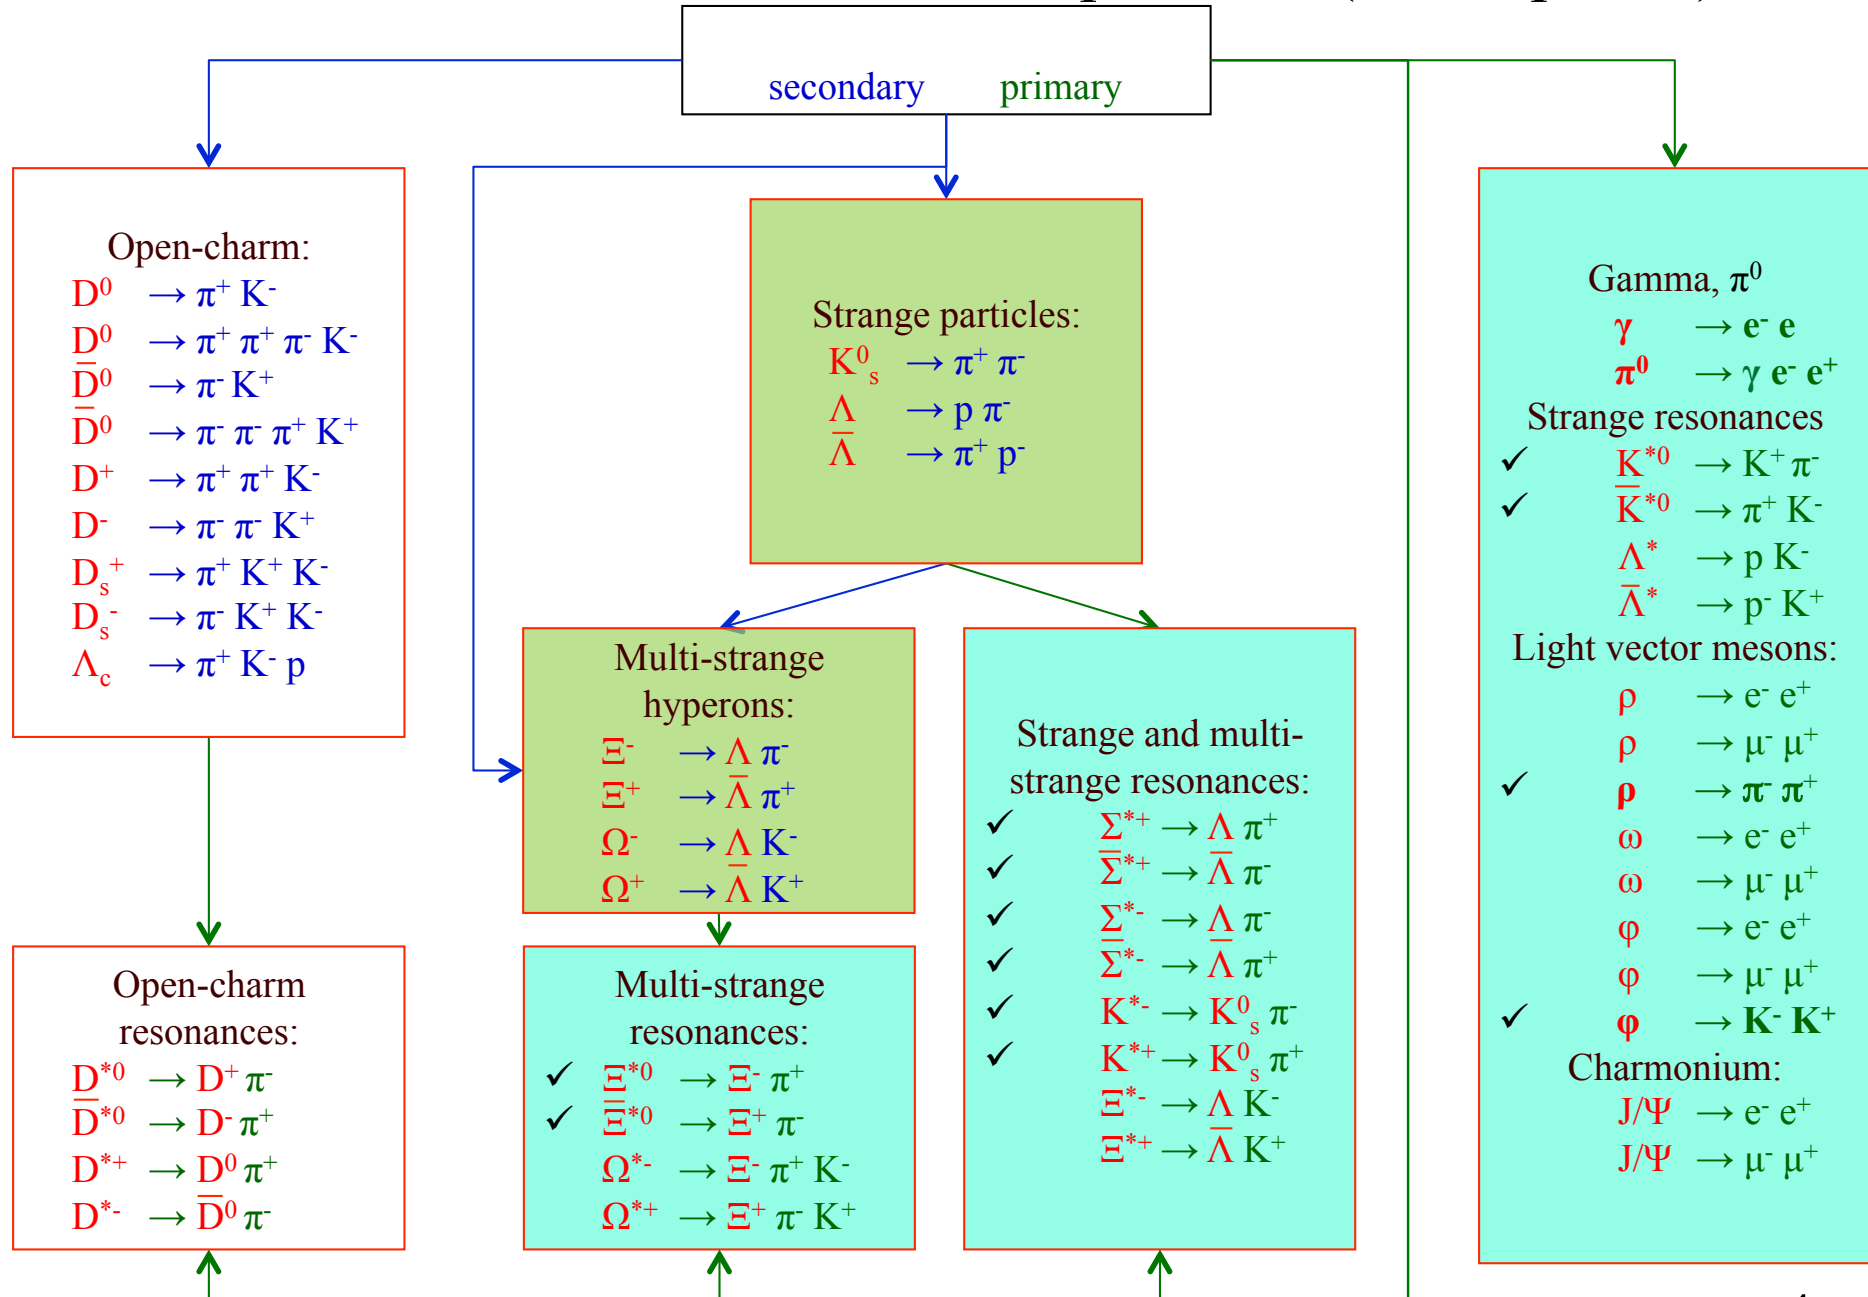 secondary primary
Open-charm:
D⁰ → π⁺ K⁻
D⁰ → π⁺ π⁺ π⁻ K⁻
D̅⁰ → π⁻ K⁺
D̅⁰ → π⁻ π⁻ π⁺ K⁺
D⁺ → π⁺ π⁺ K⁻
D⁻ → π⁻ π⁻ K⁺
Dₛ⁺ → π⁺ K⁺ K⁻
Dₛ⁻ → π⁻ K⁺ K⁻
Λc → π⁺ K⁻ p
Strange particles:
K⁰ₛ → π⁺ π⁻
Λ → p π⁻
Λ̅ → π⁺ p⁻
Multi-strange
hyperons:
Ξ⁻ → Λ π⁻
Ξ⁺ → Λ̅ π⁺
Ω⁻ → Λ K⁻
Ω⁺ → Λ̅ K⁺
Strange and multi-
strange resonances:
✓ Σ*⁺ → Λ π⁺
✓ Σ̅*⁺ → Λ̅ π⁻
✓ Σ*⁻ → Λ π⁻
✓ Σ̅*⁻ → Λ̅ π⁺
✓ K*⁻ → K⁰ₛ π⁻
✓ K*⁺ → K⁰ₛ π⁺
Ξ*⁻ → Λ K⁻
Ξ*⁺ → Λ̅ K⁺
Gamma, π⁰
γ → e⁻ e
π⁰ → γ e⁻ e⁺
Strange resonances
✓ K*⁰ → K⁺ π⁻
✓ K̅*⁰ → π⁺ K⁻
Λ* → p K⁻
Λ̅* → p⁻ K⁺
Light vector mesons:
ρ → e⁻ e⁺
ρ → μ⁻ μ⁺
✓ ρ → π⁻ π⁺
ω → e⁻ e⁺
ω → μ⁻ μ⁺
φ → e⁻ e⁺
φ → μ⁻ μ⁺
✓ φ → K⁻ K⁺
Charmonium:
J/Ψ → e⁻ e⁺
J/Ψ → μ⁻ μ⁺
Open-charm
resonances:
D*⁰ → D⁺ π⁻
D̅*⁰ → D⁻ π⁺
D*⁺ → D⁰ π⁺
D*⁻ → D̅⁰ π⁻
Multi-strange
resonances:
✓ Ξ*⁰ → Ξ⁻ π⁺
✓ Ξ̅*⁰ → Ξ⁺ π⁻
Ω*⁻ → Ξ⁻ π⁺ K⁻
Ω*⁺ → Ξ⁺ π⁻ K⁺